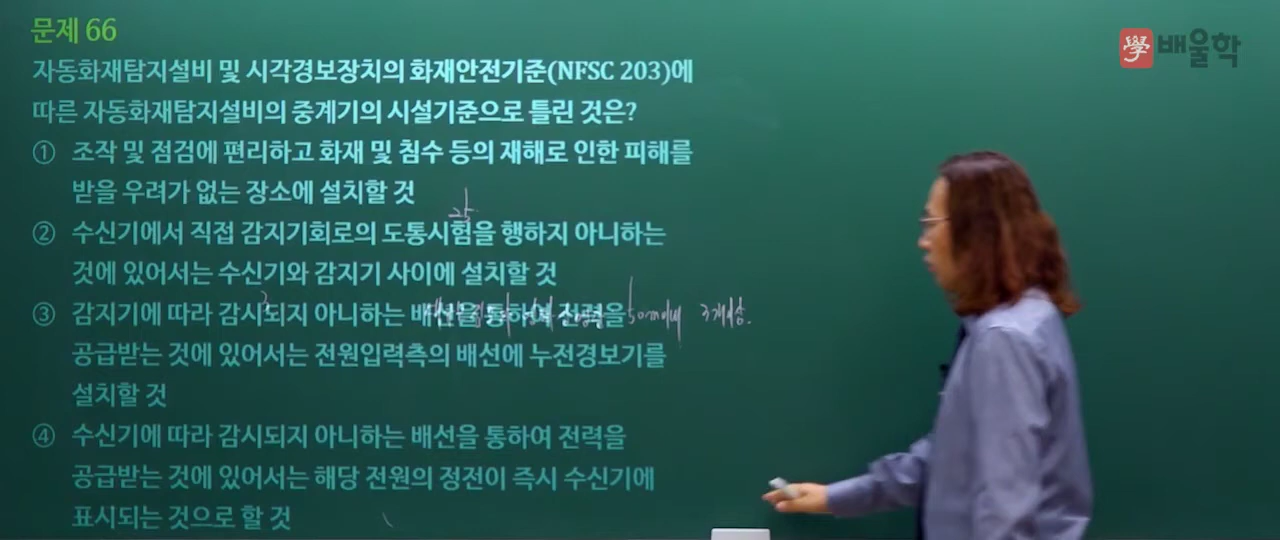 문제 66
學 배울학
자동화재탐지설비 및 시각경보장치의 화재안전기준(NFSC 203)에
따른 자동화재탐지설비의 중계기의 시설기준으로 틀린 것은?
① 조작 및 점검에 편리하고 화재 및 침수 등의 재해로 인한 피해를
받을 우려가 없는 장소에 설치할 것
② 수신기에서 직접 감지기회로의 도통시험을 행하지 아니하는
것에 있어서는 수신기와 감지기 사이에 설치할 것
③ 감지기에 따라 감시되지 아니하는 배선을 통하여 전력을
50m이내 3개이상.
공급받는 것에 있어서는 전원입력측의 배선에 누전경보기를
설치할 것
④ 수신기에 따라 감시되지 아니하는 배선을 통하여 전력을
공급받는 것에 있어서는 해당 전원의 정전이 즉시 수신기에
표시되는 것으로 할 것